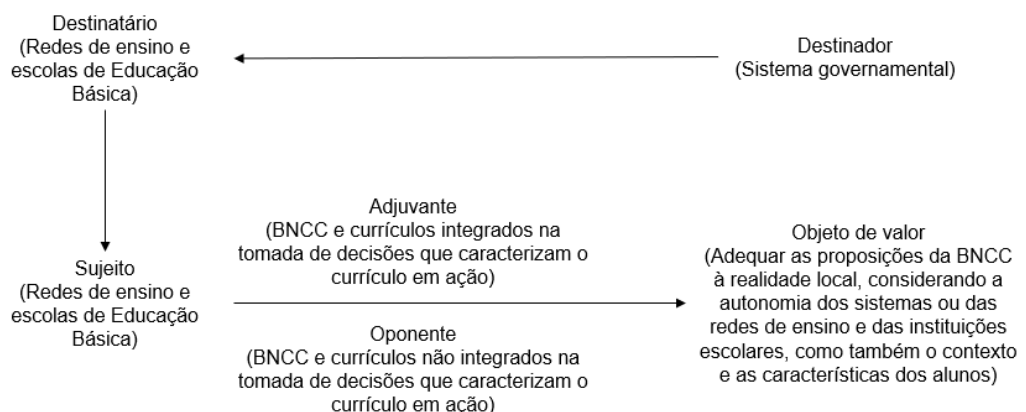 Destinatário
(Redes de ensino e
escolas de Educação
Básica)
Destinador
(Sistema governamental)
Adjuvante
(BNCC e currículos integrados na
tomada de decisões que caracterizam o
currículo em ação)
Sujeito
(Redes de ensino e
escolas de Educação
Básica)
Oponente
(BNCC e currículos não integrados na
tomada de decisões que caracterizam o
currículo em ação)
Objeto de valor
(Adequar as proposições da BNCC
à realidade local, considerando a
autonomia dos sistemas ou das
redes de ensino e das instituições
escolares, como também o contexto
e as características dos alunos)